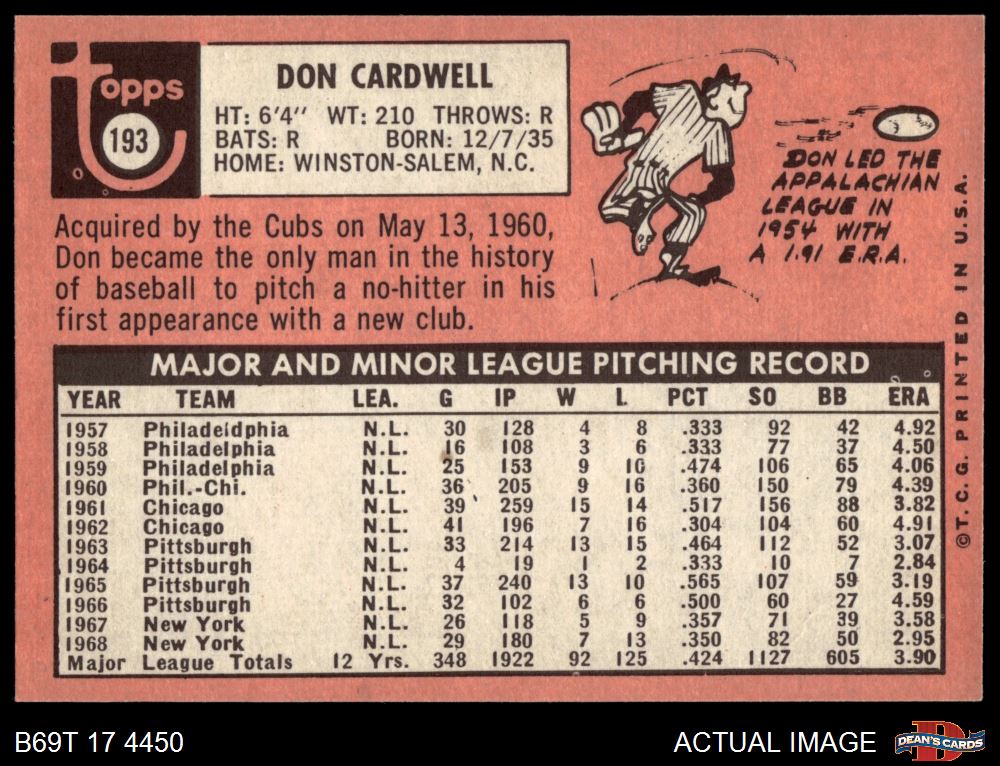 Topps
193
DON CARDWELL
HT: 6'4" WT: 210 THROWS: R
BATS: R BORN: 12/7/35
HOME: WINSTON-SALEM, N.C.
Acquired by the Cubs on May 13, 1960,
Don became the only man in the history
of baseball to pitch a no-hitter in his
first appearance with a new club.
DON LED THE
APPALACHIAN
LEAGUE IN
1954 WITH
A 1.91 E.R.A.
MAJOR AND MINOR LEAGUE PITCHING RECORD
YEAR TEAM LEA. G IP W L PCT SO BB ERA
1957 Philadeldphia N.L. 30 128 4 8 .333 92 42 4.92
1958 Philadelphia N.L. 16 108 3 6 .333 77 37 4.50
1959 Philadelphia N.L. 25 153 9 10 .474 106 65 4.06
1960 Phil.-Chi. N.L. 36 205 9 16 .360 150 79 4.39
1961 Chicago N.L. 39 259 15 14 .517 156 88 3.82
1962 Chicago N.L. 41 196 7 16 .304 104 60 4.91
1963 Pittsburgh N.L. 33 214 13 15 .464 112 52 3.07
1964 Pittsburgh N.L. 4 19 1 2 .333 10 7 2.84
1965 Pittsburgh N.L. 37 240 13 10 .565 107 59 3.19
1966 Pittsburgh N.L. 32 102 6 6 .500 60 27 4.59
1967 New York N.L. 26 118 5 9 .357 71 39 3.58
1968 New York N.L. 29 180 7 13 .350 82 50 2.95
Major League Totals 12 Yrs. 348 1922 92 125 .424 1127 605 3.90
©T.C.G. PRINTED IN U.S.A.
B69T 17 4450
ACTUAL IMAGE
DEAN'S CARDS